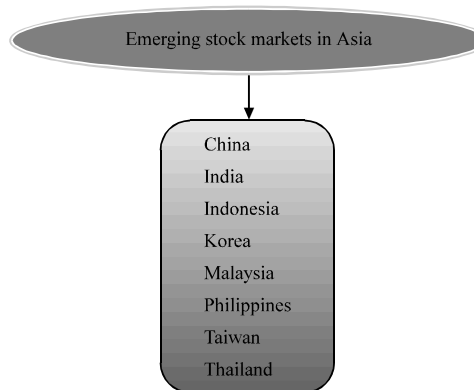 Emerging stock markets in Asia
China
India
Indonesia
Korea
Malaysia
Philippines
Taiwan
Thailand